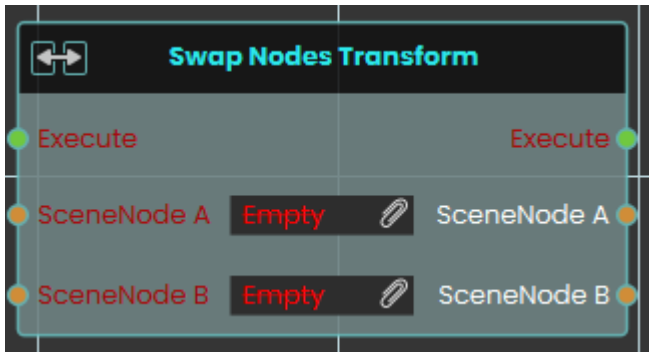 Swap Nodes Transform
Execute Execute
SceneNode A Empty SceneNode A
SceneNode B Empty SceneNode B